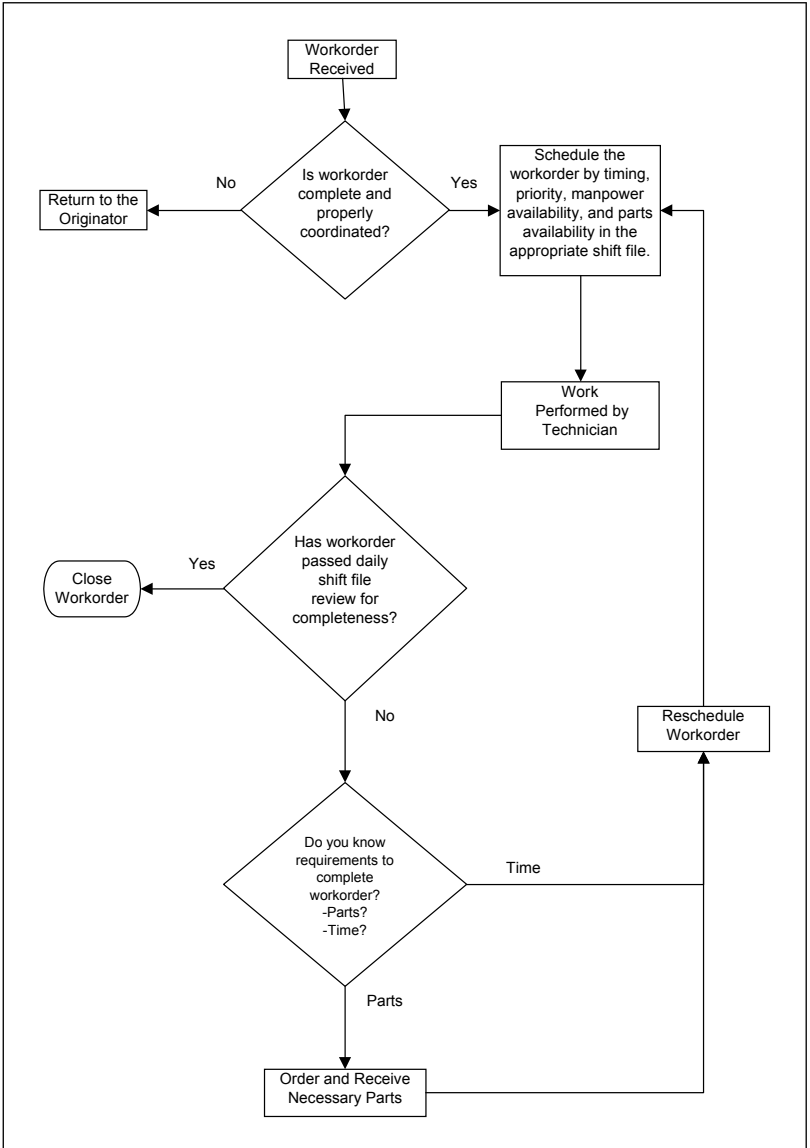 Workorder
Received
Is workorder
complete and
properly
coordinated?
No
Yes
Return to the
Originator
Schedule the
workorder by timing,
priority, manpower
availability, and parts
availability in the
appropriate shift file.
Work
Performed by
Technician
Has workorder
passed daily
shift file
review for
completeness?
Yes
Close
Workorder
No
Reschedule
Workorder
Do you know
requirements to
complete
workorder?
-Parts?
-Time?
Time
Parts
Order and Receive
Necessary Parts